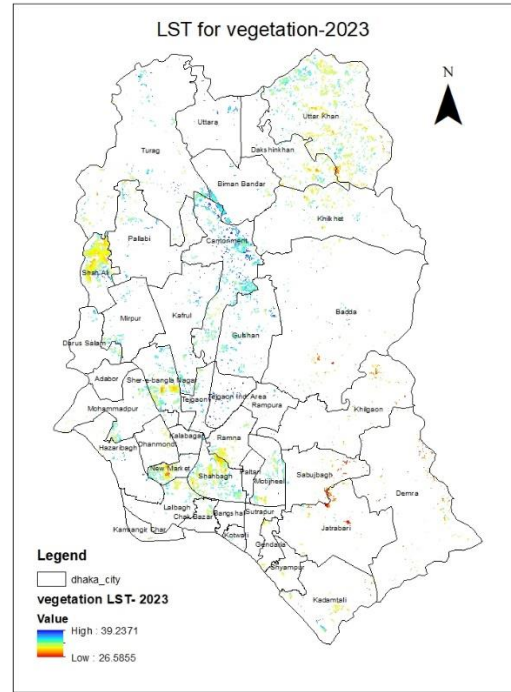 LST for vegetation-2023
N
Uttar Khan
Uttara
Turag
Dakshinkhan
Biman Bandar
Khilkhet
Pallabi
Cantonment
Shah Ali
Badda
Mirpur
Kafrul
Gulshan
Darus Salam
Adabor
Sher-e-bangla Nagar
Tejgaon
Tejgaon Ind. Area
Rampura
Khilgaon
Mohammadpur
Kalabagan
Ramna
Dhanmondi
Hazaribagh
New Market
Shahbagh
Paltan
Motijheel
Sabujbagh
Demra
Lalbagh
Chak Bazar
Bangshal
Sutrapur
Kamrangir Char
Kotwali
Jatrabari
Gendaria
Shyampur
Kadamtali
Legend
dhaka_city
vegetation LST- 2023
Value
High : 39.2371
Low : 26.5855